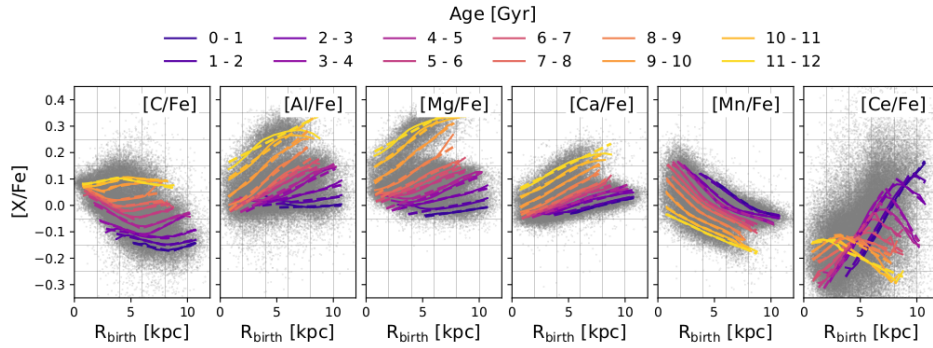 Age [Gyr]
0 - 1 2 - 3 4 - 5 6 - 7 8 - 9 10 - 11
1 - 2 3 - 4 5 - 6 7 - 8 9 - 10 11 - 12
[C/Fe] [Al/Fe] [Mg/Fe] [Ca/Fe] [Mn/Fe] [Ce/Fe]
[X/Fe]
0.4
0.3
0.2
0.1
0.0
−0.1
−0.2
−0.3
0 5 10 0 5 10 0 5 10 0 5 10 0 5 10 0 5 10
R_birth [kpc] R_birth [kpc] R_birth [kpc] R_birth [kpc] R_birth [kpc] R_birth [kpc]